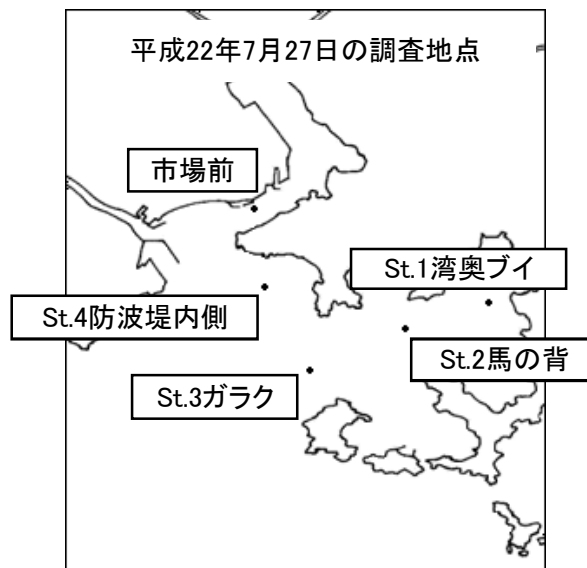 平成22年7月27日の調査地点
市場前
St.1湾奥ブイ
St.4防波堤内側
St.2馬の背
St.3ガラク